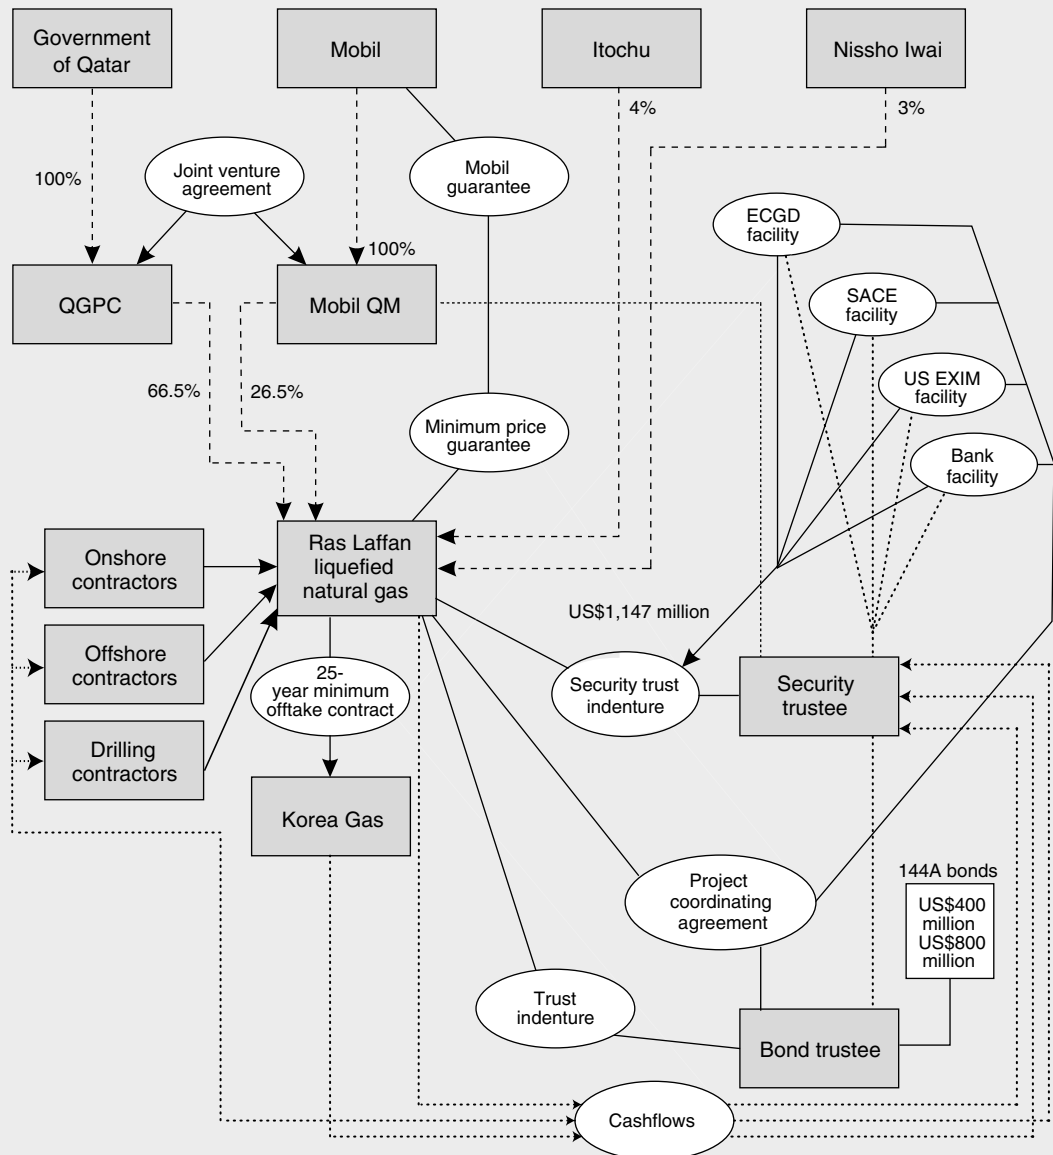 Government
of Qatar
Mobil
Itochu
Nissho Iwai
4%
3%
100%
Joint venture
agreement
Mobil
guarantee
ECGD
facility
100%
QGPC
Mobil QM
SACE
facility
66.5%
26.5%
US EXIM
facility
Minimum price
guarantee
Bank
facility
Onshore
contractors
Ras Laffan
liquefied
natural gas
US$1,147 million
Offshore
contractors
25-
year minimum
offtake contract
Security trust
indenture
Security
trustee
Drilling
contractors
Korea Gas
Project
coordinating
agreement
144A bonds
US$400
million
US$800
million
Trust
indenture
Bond trustee
Cashflows